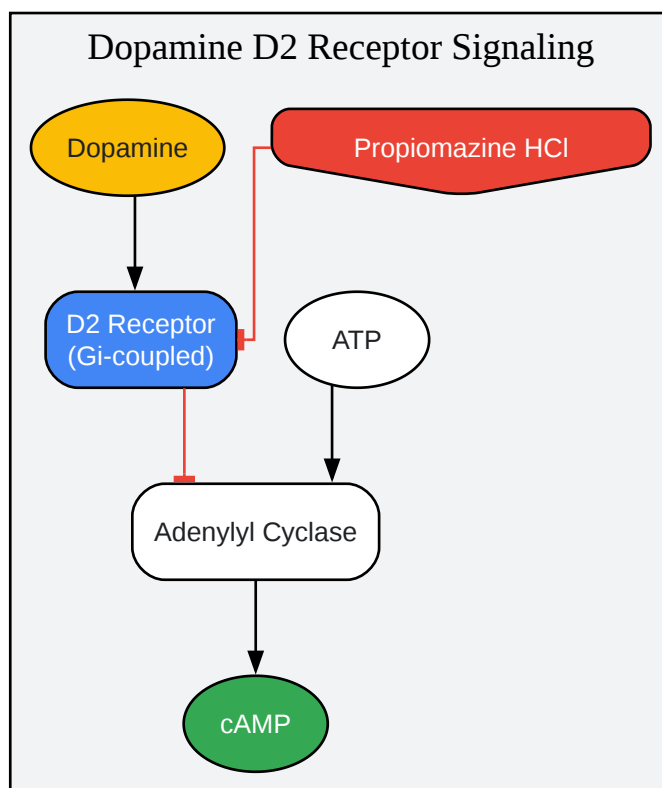 Dopamine D2 Receptor Signaling
Dopamine
Propiomazine HCl
D2 Receptor
(Gi-coupled)
ATP
Adenylyl Cyclase
cAMP